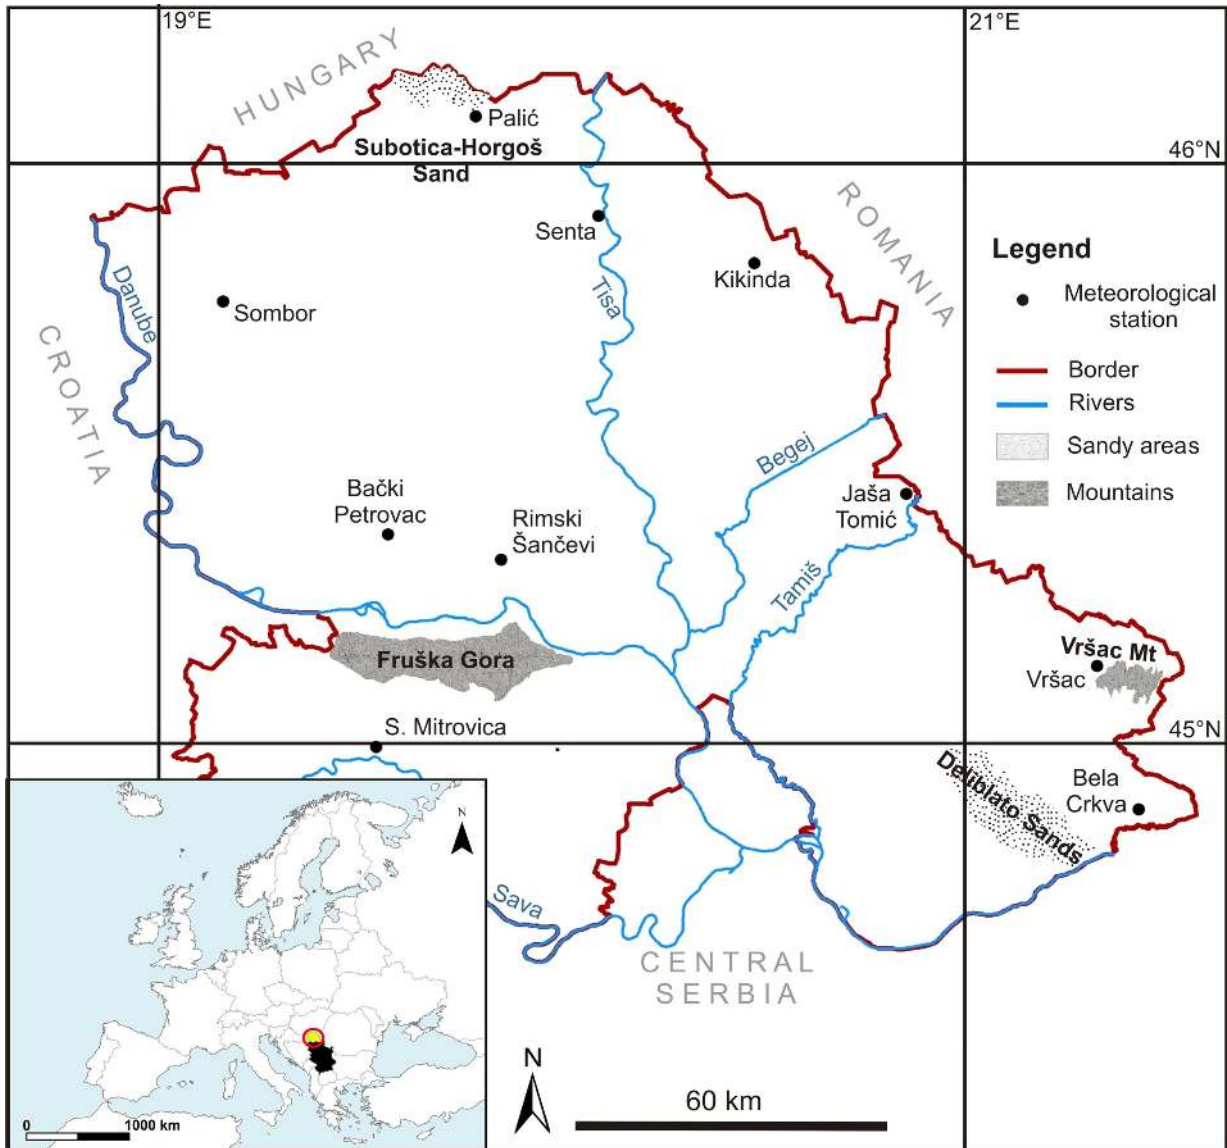 19°E
21°E
HUNGARY
Palić
Subotica-Horgoš
Sand
46°N
ROMANIA
Senta
Kikinda
Tisa
Danube
Sombor
CROATIA
Legend
Meteorological
station
Border
Rivers
Sandy areas
Mountains
Begej
Bački
Petrovac
Rimski
Šančevi
Jaša
Tomić
Tamiš
Fruška Gora
Vršac Mt
Vršac
S. Mitrovica
45°N
Deliblato Sands
Bela
Crkva
Sava
CENTRAL
SERBIA
N
N
60 km
0
1000 km